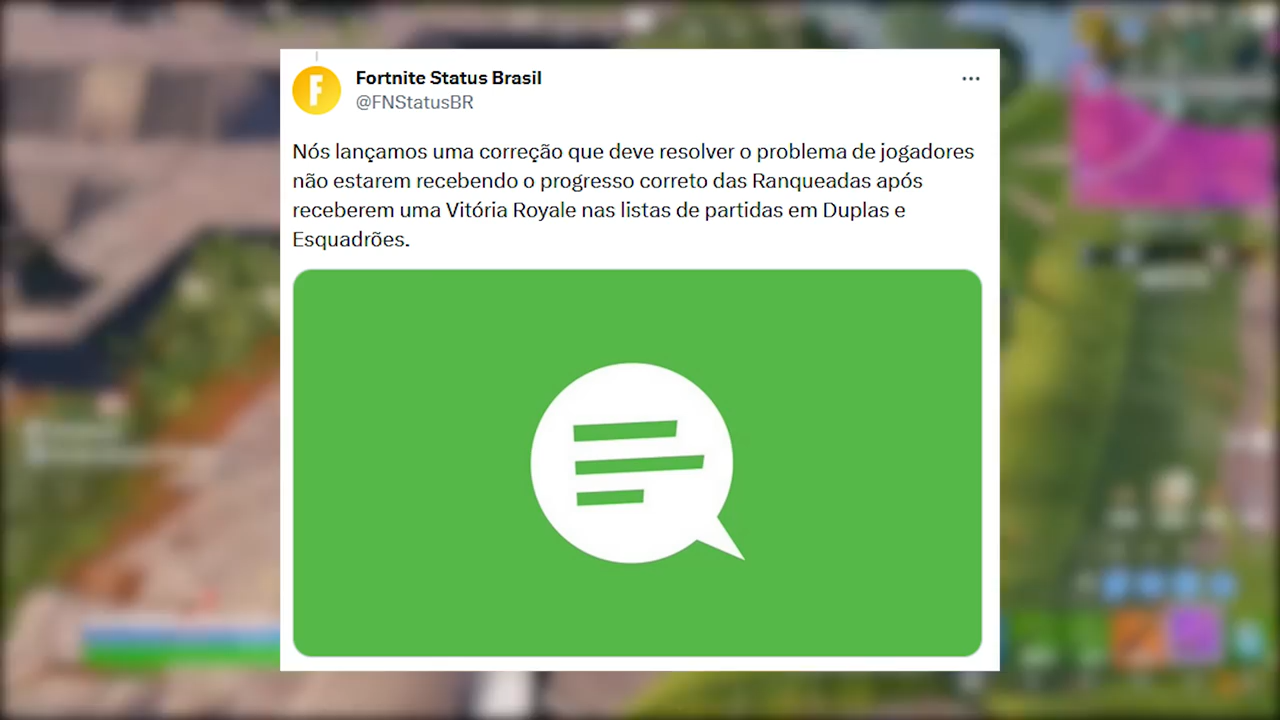 F
Fortnite Status Brasil
@FNStatusBR
Nós lançamos uma correção que deve resolver o problema de jogadores
não estarem recebendo o progresso correto das Ranqueadas após
receberem uma Vitória Royale nas listas de partidas em Duplas e
Esquadrões.